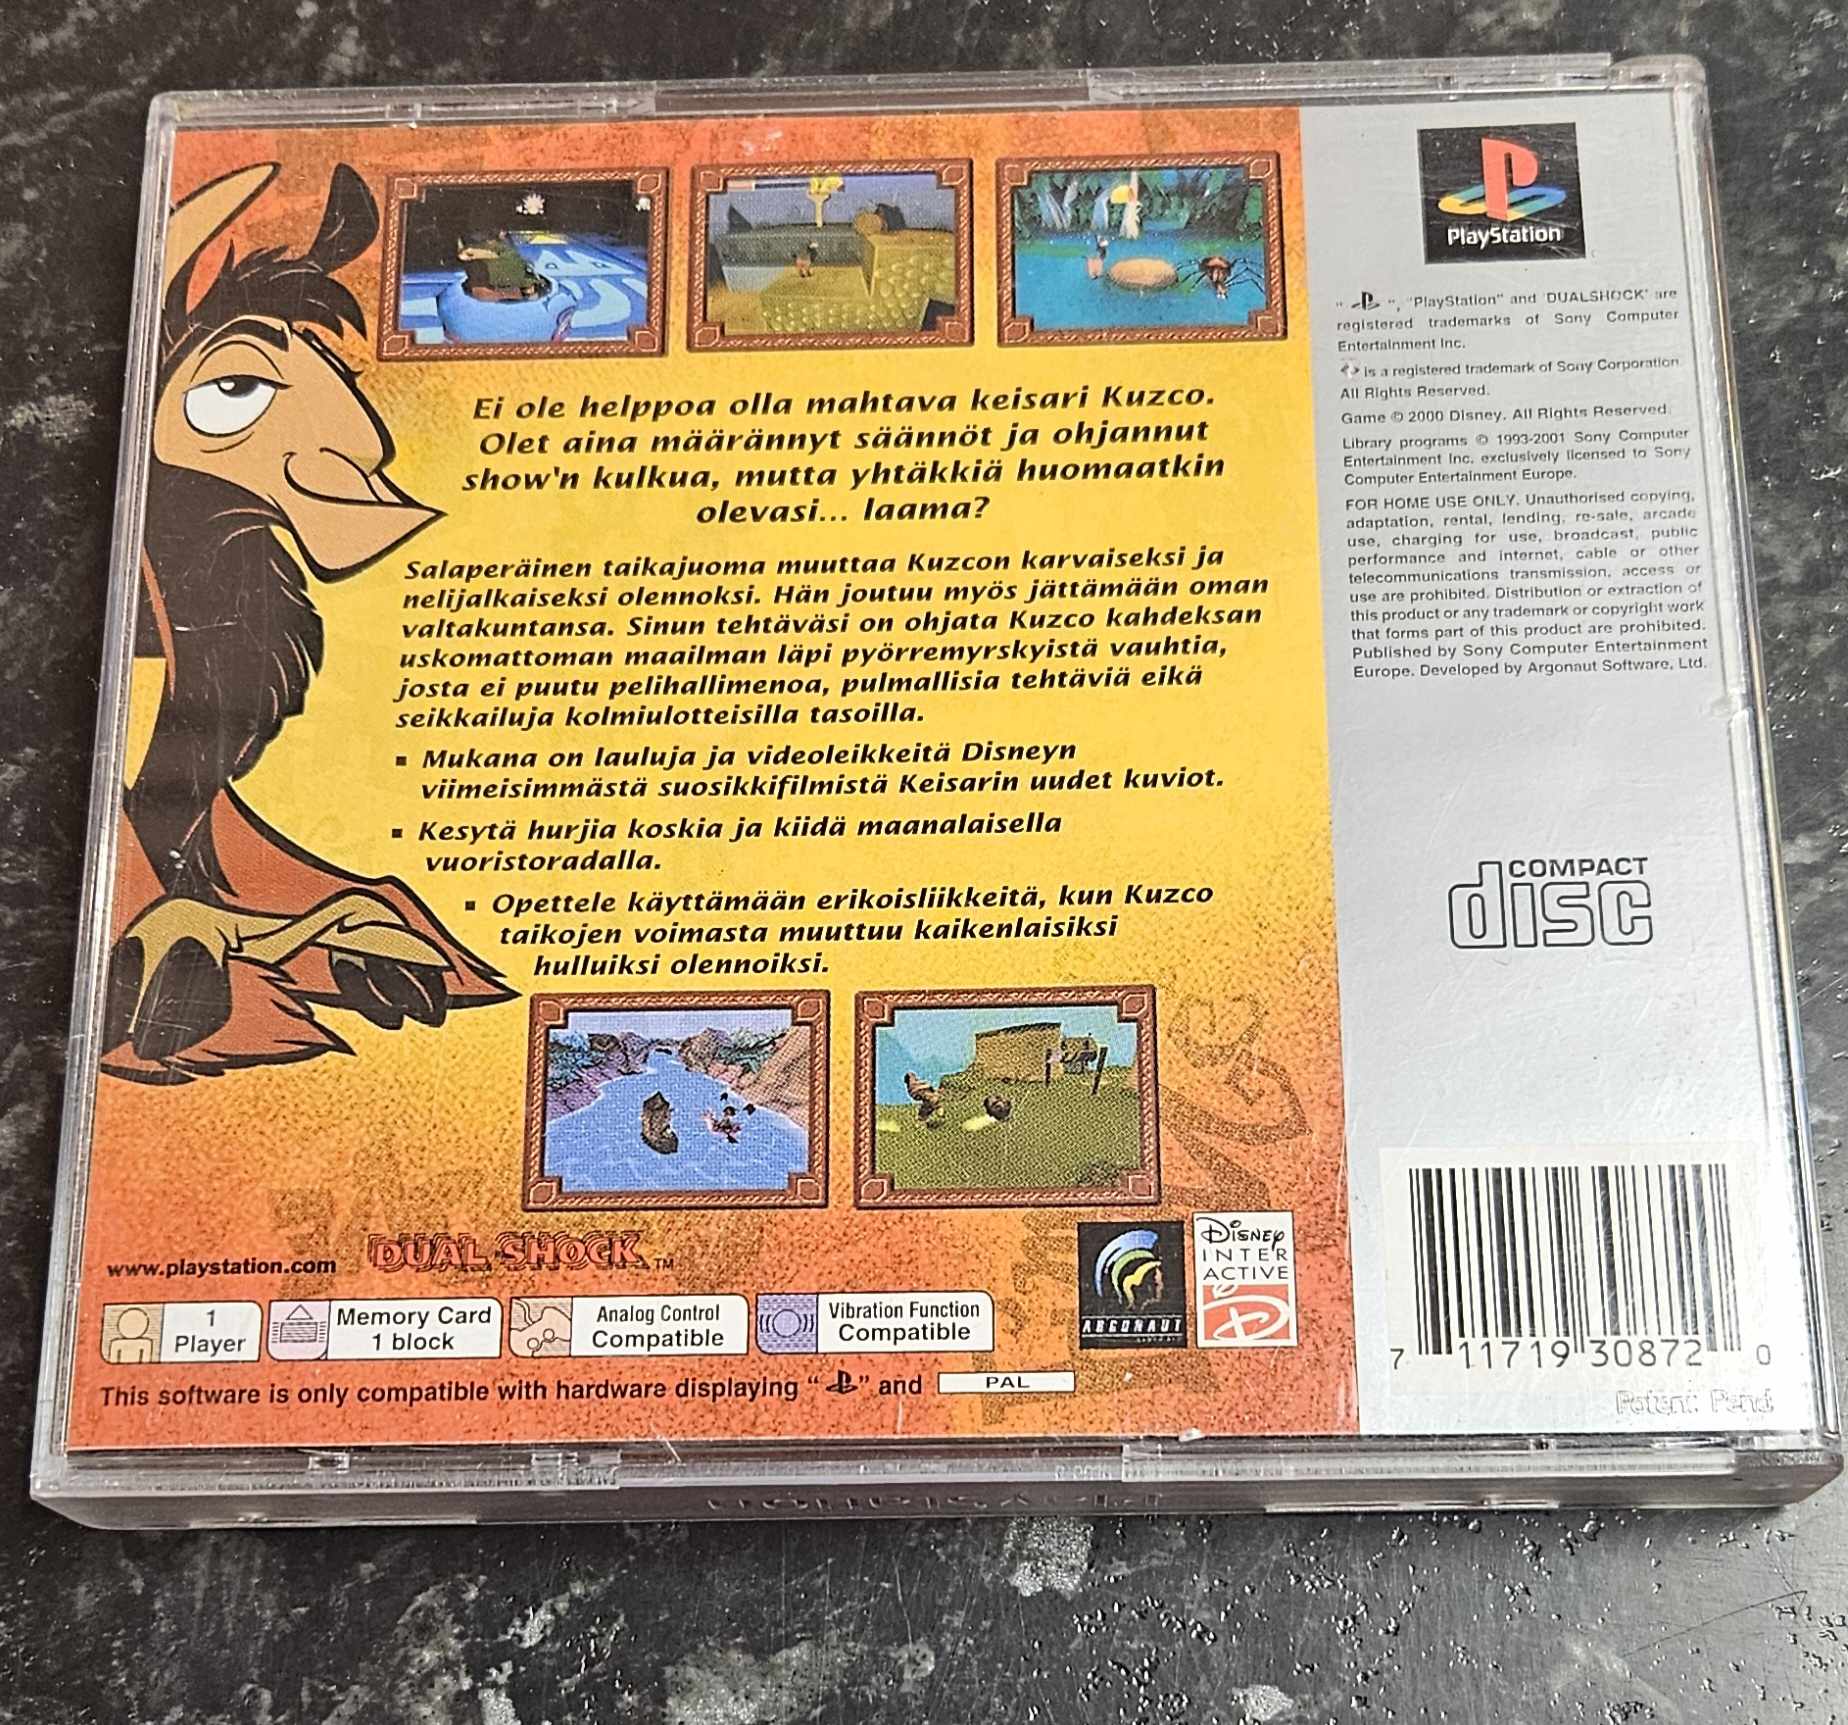 Ei ole helppoa olla mahtava keisari Kuzco.
Olet aina määrännyt säännöt ja ohjannut
show'n kulkua, mutta yhtäkkiä huomaatkin
olevasi... laama?
Salaperäinen taikajuoma muuttaa Kuzcon karvaiseksi ja
nelijalkaiseksi olennoksi. Hän joutuu myös jättämään oman
valtakuntansa. Sinun tehtäväsi on ohjata Kuzco kahdeksan
uskomattoman maailman läpi pyörremyrskyistä vauhtia,
josta ei puutu pelihallimenoa, pulmallisia tehtäviä eikä
seikkailuja kolmiulotteisilla tasoilla.
▪ Mukana on lauluja ja videoleikkeitä Disneyn
viimeisimmästä suosikkifilmistä Keisarin uudet kuviot.
▪ Kesytä hurjia koskia ja kiidä maanalaisella
vuoristoradalla.
▪ Opettele käyttämään erikoisliikkeitä, kun Kuzco
taikojen voimasta muuttuu kaikenlaisiksi
hulluiksi olennoiksi.
www.playstation.com
DUAL SHOCK™
1
Player
Memory Card
1 block
Analog Control
Compatible
Vibration Function
Compatible
This software is only compatible with hardware displaying " " and PAL
ARGONAUT
DISNEY
INTER
ACTIVE
PlayStation
" ", "PlayStation" and "DUALSHOCK" are
registered trademarks of Sony Computer
Entertainment Inc.
is a registered trademark of Sony Corporation.
All Rights Reserved.
Game © 2000 Disney. All Rights Reserved.
Library programs © 1993-2001 Sony Computer
Entertainment Inc. exclusively licensed to Sony
Computer Entertainment Europe.
FOR HOME USE ONLY. Unauthorised copying,
adaptation, rental, lending, re-sale, arcade
use, charging for use, broadcast, public
performance and internet, cable or other
telecommunications transmission, access or
use are prohibited. Distribution or extraction of
this product or any trademark or copyright work
that forms part of this product are prohibited.
Published by Sony Computer Entertainment
Europe. Developed by Argonaut Software, Ltd.
COMPACT
disc
7 11719 30872 0
Patent Pend
PlayStation